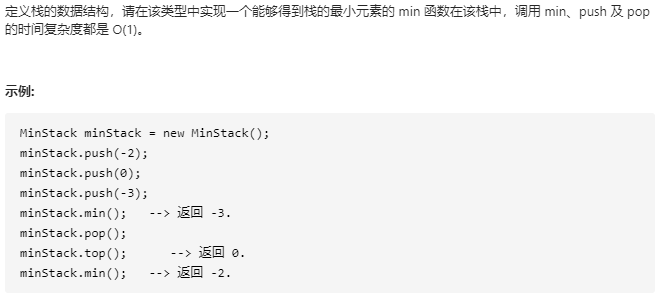 定义栈的数据结构，请在该类型中实现一个能够得到栈的最小元素的 min 函数在该栈中，调用 min、push 及 pop
的时间复杂度都是 O(1)。
示例:
MinStack minStack = new MinStack();
minStack.push(-2);
minStack.push(0);
minStack.push(-3);
minStack.min();   --> 返回 -3.
minStack.pop();
minStack.top();      --> 返回 0.
minStack.min();   --> 返回 -2.